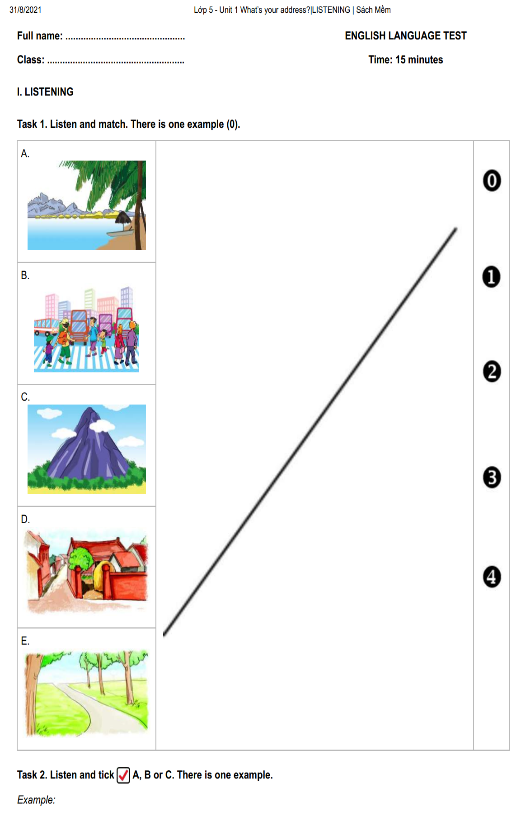 31/8/2021 Lớp 5 - Unit 1 What's your address?|LISTENING | Sách Mềm
Full name: ............................................... ENGLISH LANGUAGE TEST
Class: ...................................................... Time: 15 minutes
I. LISTENING
Task 1. Listen and match. There is one example (0).
A.
0
B.
1
2
C.
3
D.
4
E.
Task 2. Listen and tick A, B or C. There is one example.
Example: